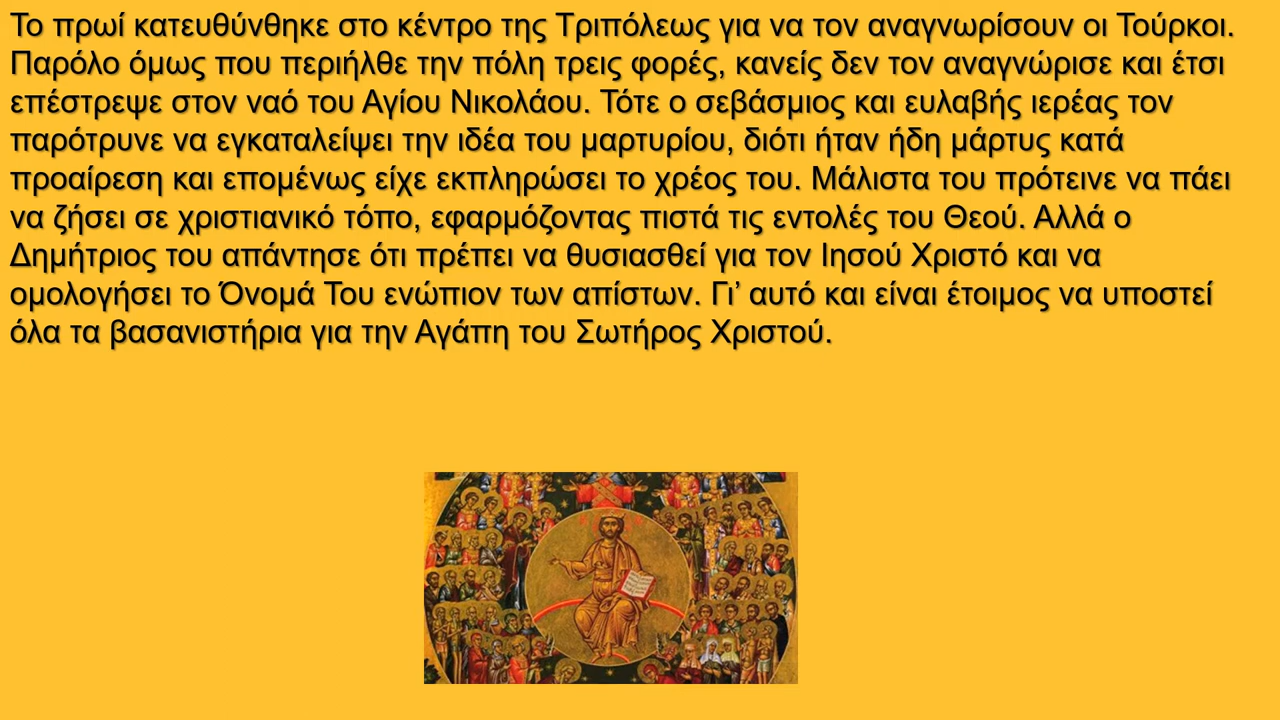 Το πρωί κατευθύνθηκε στο κέντρο της Τριπόλεως για να τον αναγνωρίσουν οι Τούρκοι.
Παρόλο όμως που περιήλθε την πόλη τρεις φορές, κανείς δεν τον αναγνώρισε και έτσι
επέστρεψε στον ναό του Αγίου Νικολάου. Τότε ο σεβάσμιος και ευλαβής ιερέας τον
παρότρυνε να εγκαταλείψει την ιδέα του μαρτυρίου, διότι ήταν ήδη μάρτυς κατά
προαίρεση και επομένως είχε εκπληρώσει το χρέος του. Μάλιστα του πρότεινε να πάει
να ζήσει σε χριστιανικό τόπο, εφαρμόζοντας πιστά τις εντολές του Θεού. Αλλά ο
Δημήτριος του απάντησε ότι πρέπει να θυσιασθεί για τον Ιησού Χριστό και να
ομολογήσει το Όνομά Του ενώπιον των απίστων. Γι’ αυτό και είναι έτοιμος να υποστεί
όλα τα βασανιστήρια για την Αγάπη του Σωτήρος Χριστού.